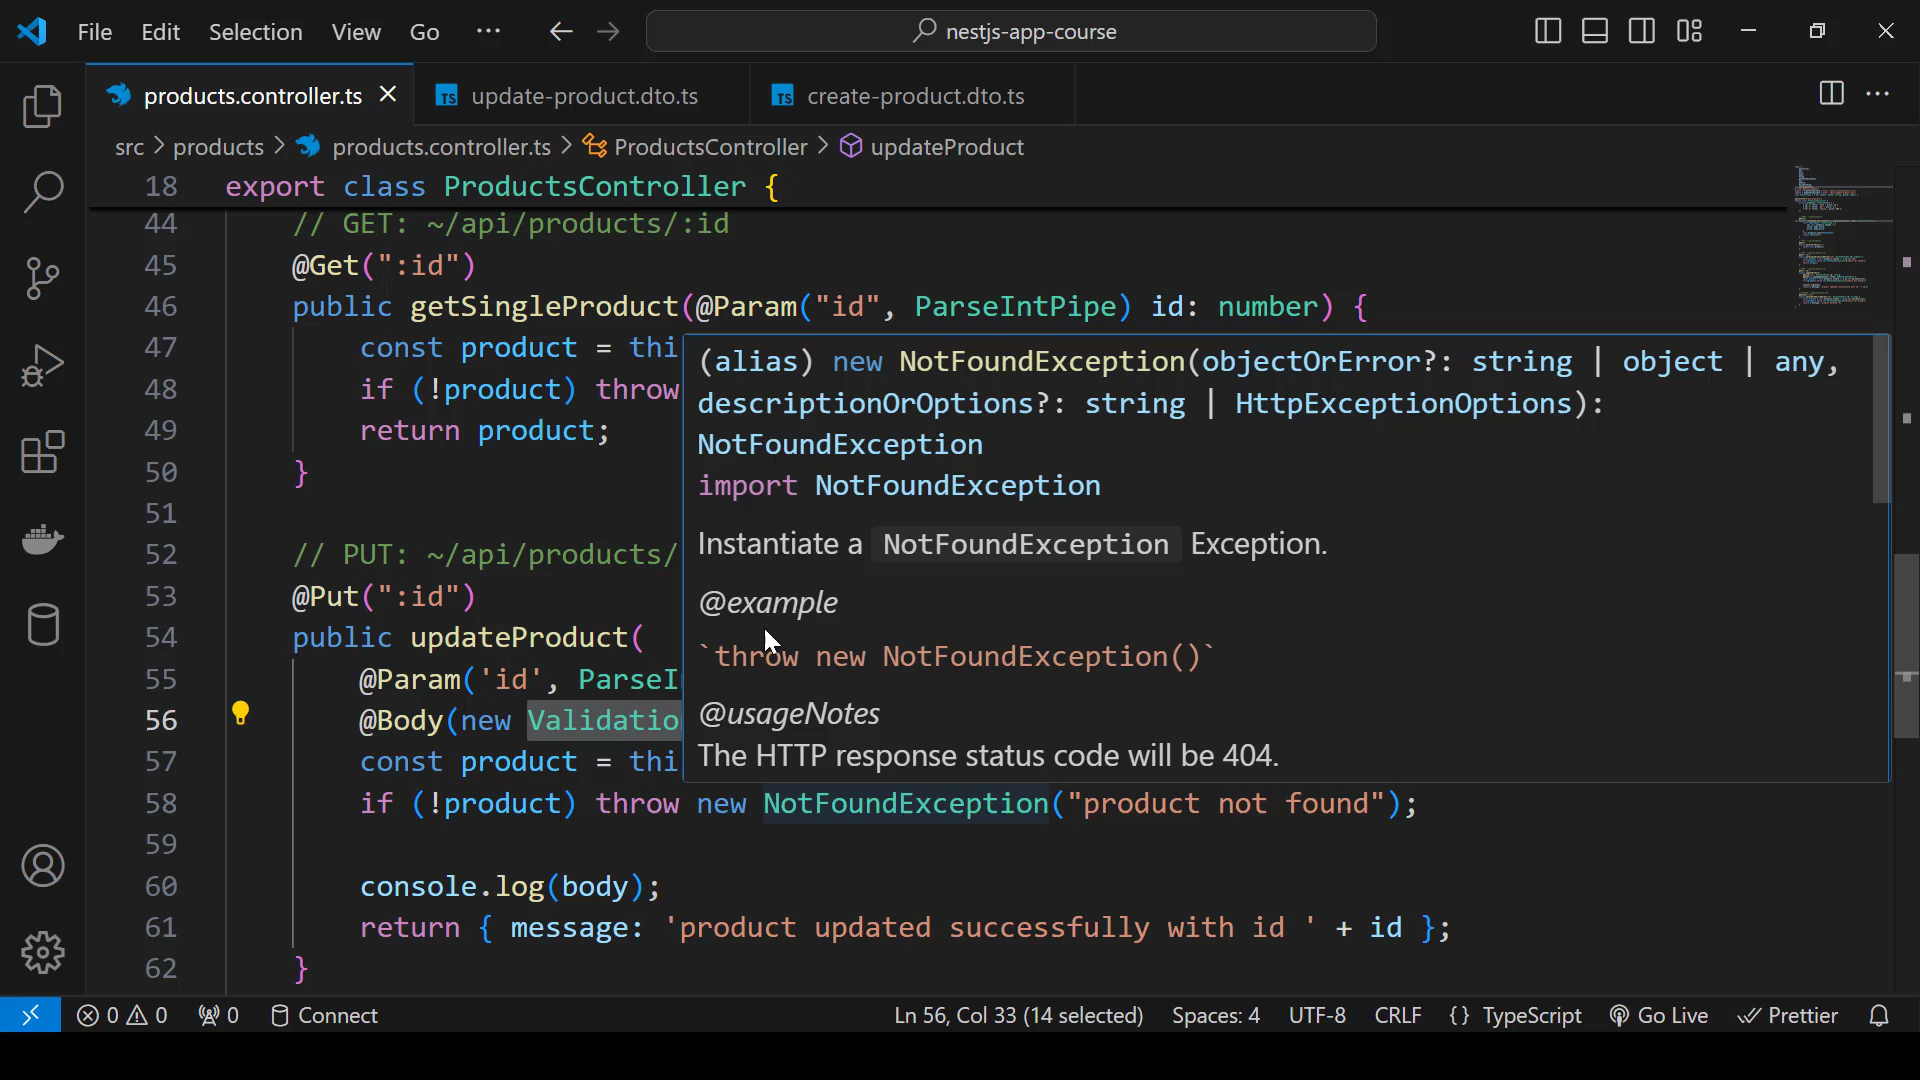 File Edit Selection View Go ··· nestjs-app-course
products.controller.ts update-product.dto.ts create-product.dto.ts
src > products > products.controller.ts > ProductsController > updateProduct
18 export class ProductsController {
44 // GET: ~/api/products/:id
45 @Get(":id")
46 public getSingleProduct(@Param("id", ParseIntPipe) id: number) {
47 const product = thi
48 if (!product) throw
49 return product;
50 }
51
52 // PUT: ~/api/products/
53 @Put(":id")
54 public updateProduct(
55 @Param('id', ParseI
56 @Body(new Validatio
57 const product = thi
58 if (!product) throw new NotFoundException("product not found");
59
60 console.log(body);
61 return { message: 'product updated successfully with id ' + id };
62 }
(alias) new NotFoundException(objectOrError?: string | object | any,
descriptionOrOptions?: string | HttpExceptionOptions):
NotFoundException
import NotFoundException
Instantiate a NotFoundException Exception.
@example
`throw new NotFoundException()`
@usageNotes
The HTTP response status code will be 404.
0 0 0 Connect Ln 56, Col 33 (14 selected) Spaces: 4 UTF-8 CRLF {} TypeScript Go Live Prettier